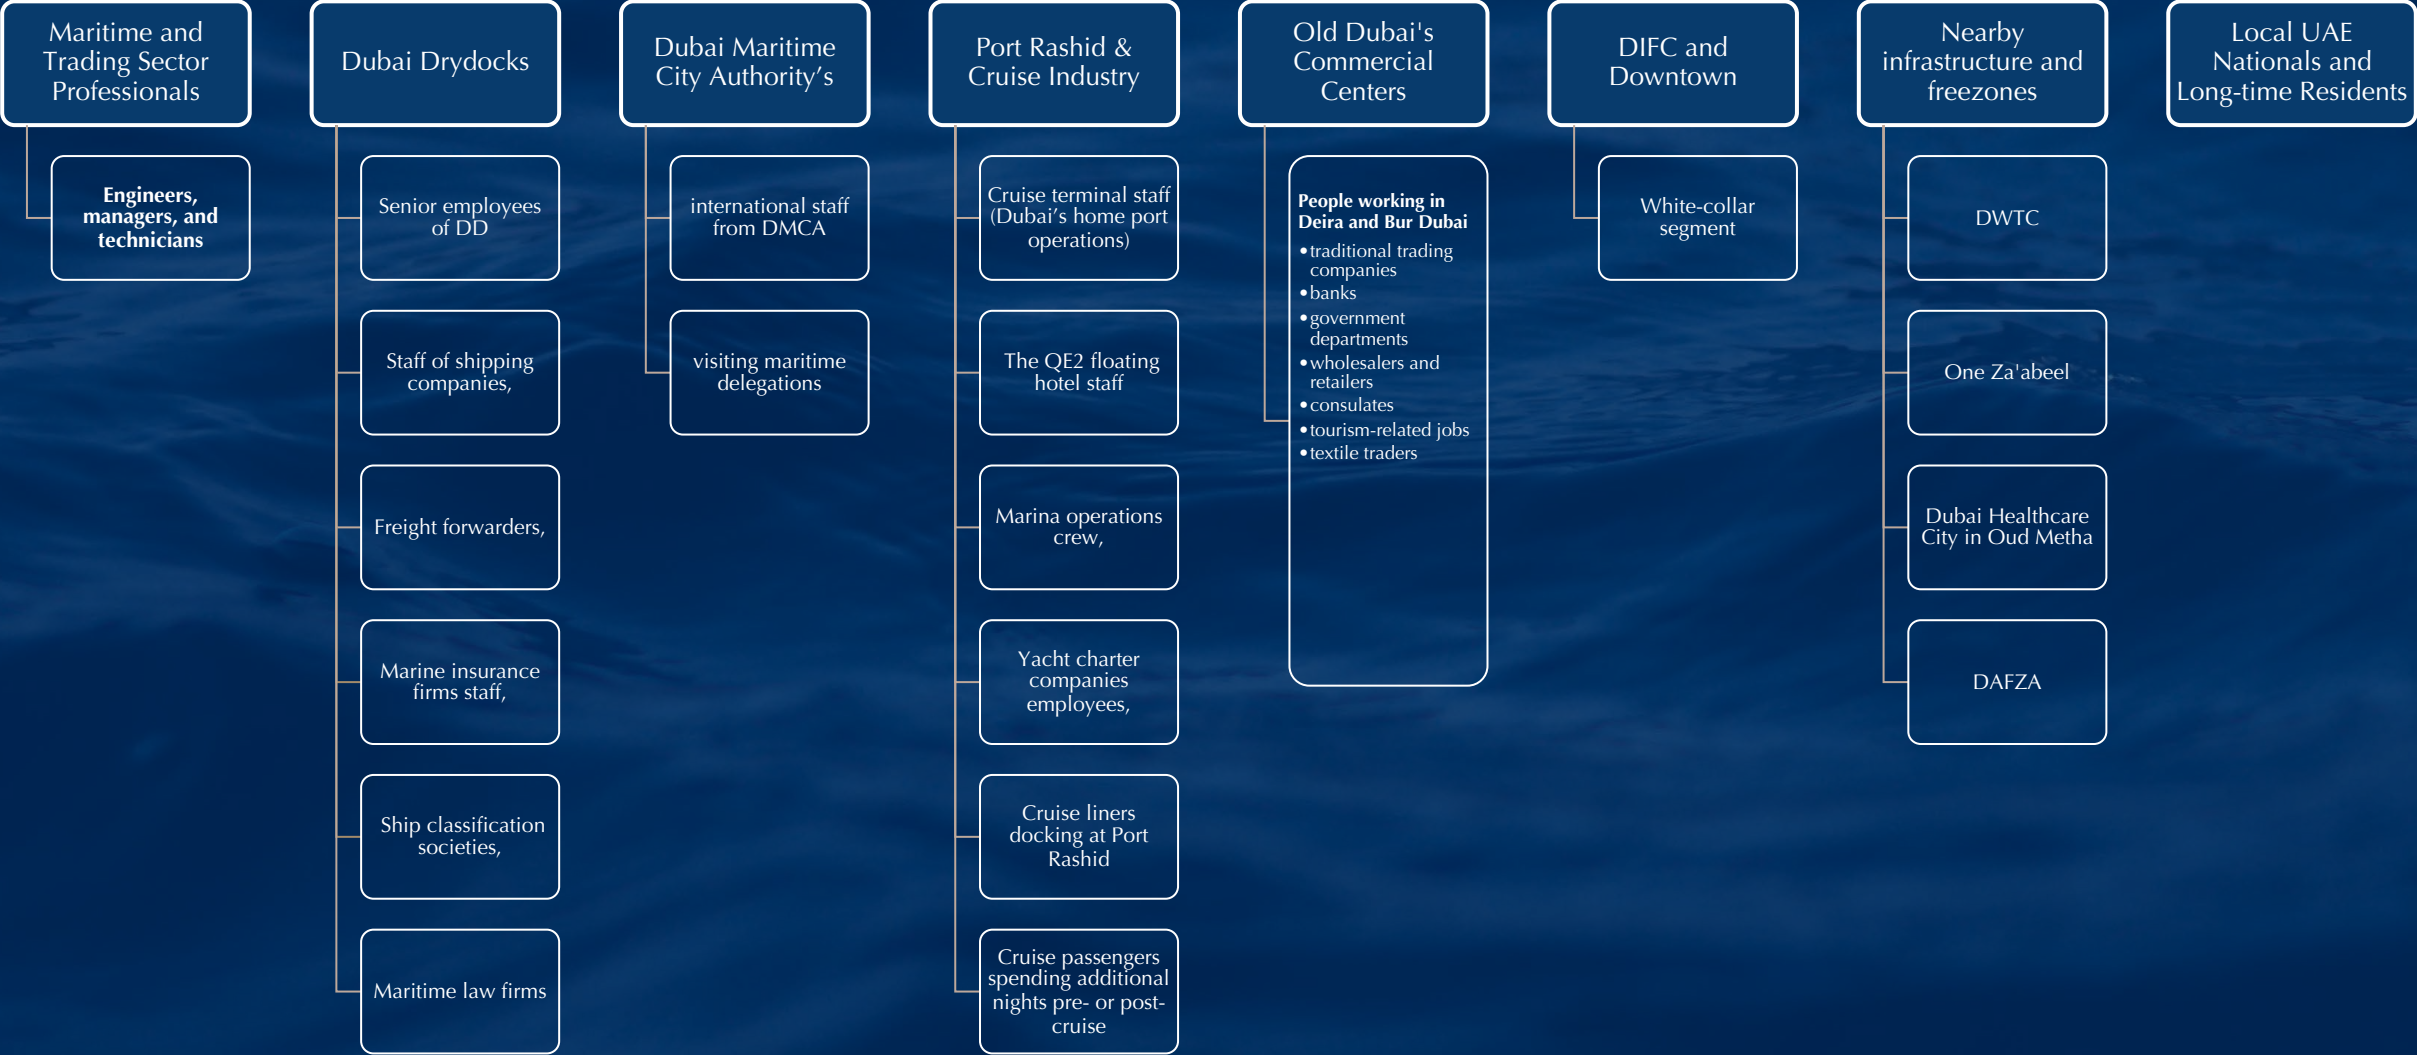 Maritime and
Trading Sector
Professionals
Engineers,
managers, and
technicians
Dubai Drydocks
Senior employees
of DD
Staff of shipping
companies,
Freight forwarders,
Marine insurance
firms staff,
Ship classification
societies,
Maritime law firms
Dubai Maritime
City Authority’s
international staff
from DMCA
visiting maritime
delegations
Port Rashid &
Cruise Industry
Cruise terminal staff
(Dubai’s home port
operations)
The QE2 floating
hotel staff
Marina operations
crew,
Yacht charter
companies
employees,
Cruise liners
docking at Port
Rashid
Cruise passengers
spending additional
nights pre- or post-
cruise
Old Dubai's
Commercial
Centers
People working in
Deira and Bur Dubai
•traditional trading
companies
•banks
•government
departments
•wholesalers and
retailers
•consulates
•tourism-related jobs
•textile traders
DIFC and
Downtown
White-collar
segment
Nearby
infrastructure and
freezones
DWTC
One Za'abeel
Dubai Healthcare
City in Oud Metha
DAFZA
Local UAE
Nationals and
Long-time Residents